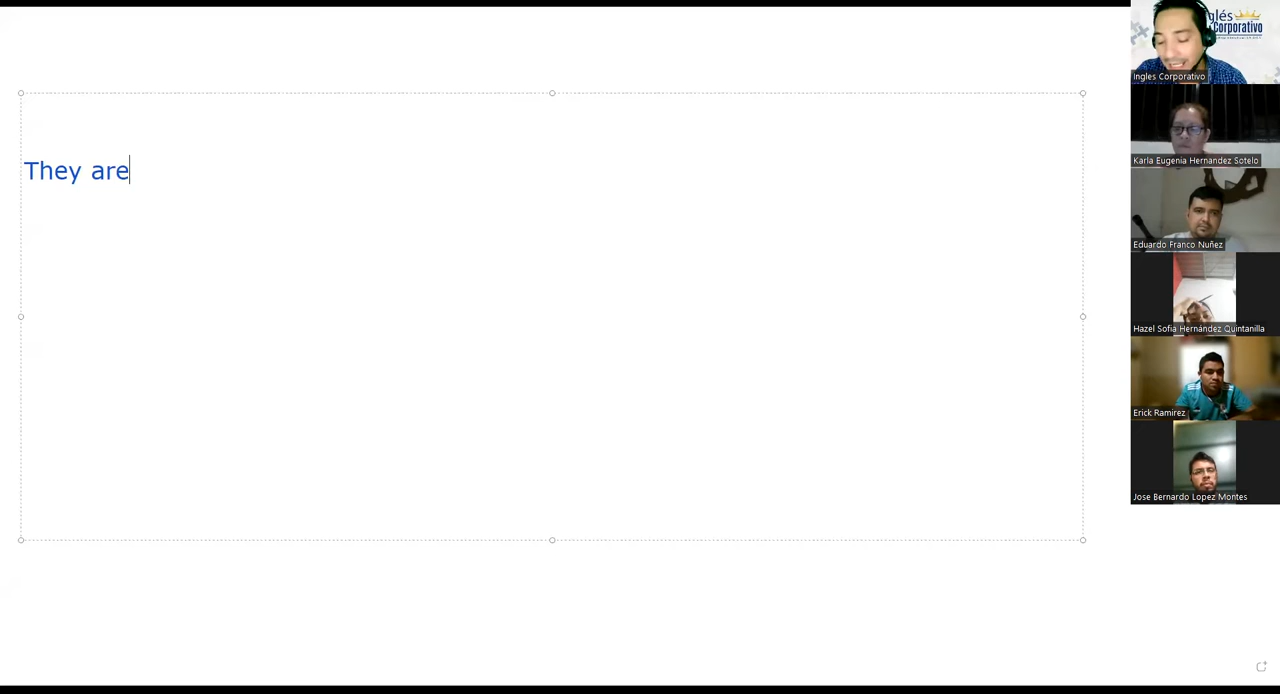 They are
glés
Corporativo
Ingles Corporativo
Karla Eugenia Hernandez Sotelo
Eduardo Franco Nuñez
Hazel Sofia Hernández Quintanilla
Erick Ramirez
Jose Bernardo Lopez Montes